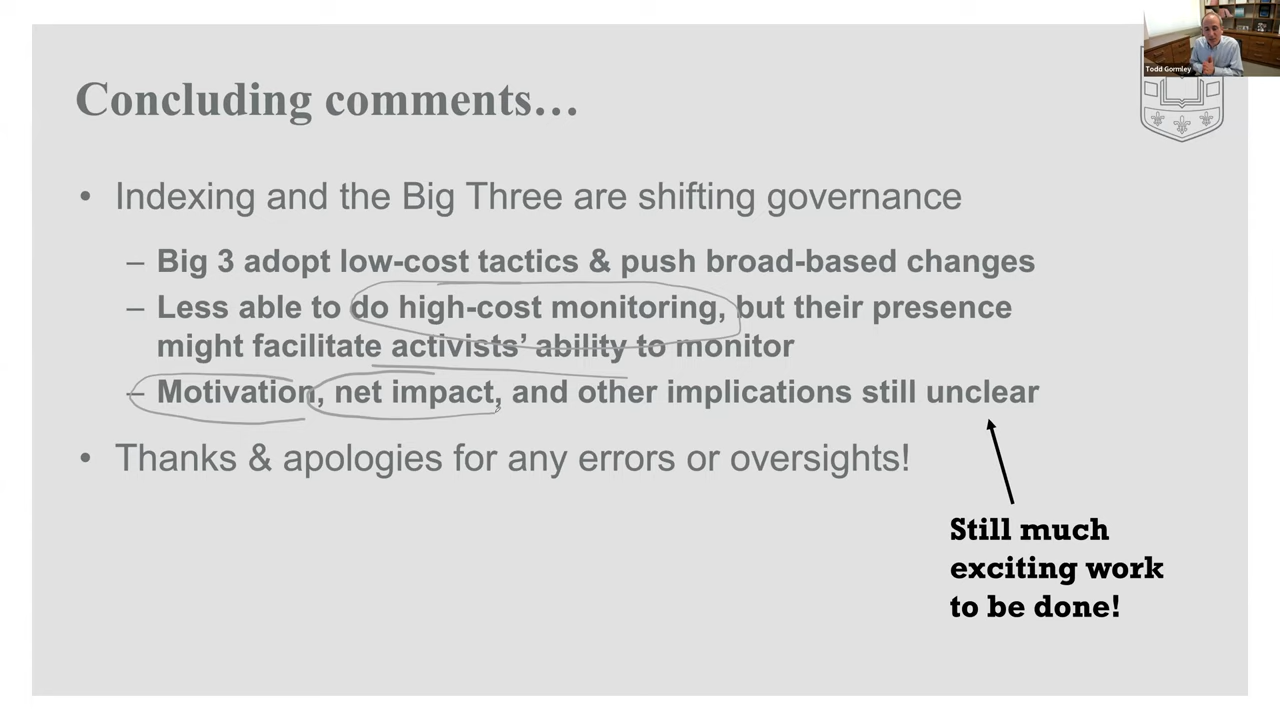 Todd Gormley
Concluding comments…
• Indexing and the Big Three are shifting governance
– Big 3 adopt low-cost tactics & push broad-based changes
– Less able to do high-cost monitoring, but their presence
might facilitate activists’ ability to monitor
– Motivation, net impact, and other implications still unclear
• Thanks & apologies for any errors or oversights!
Still much
exciting work
to be done!